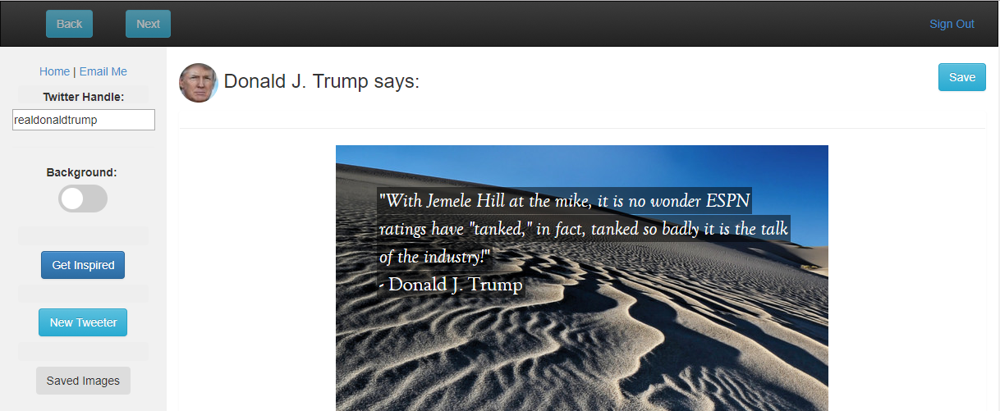 Back Next Sign Out
Home | Email Me
Twitter Handle:
realdonaldtrump
Background:
Get Inspired
New Tweeter
Saved Images
Donald J. Trump says:
Save
"With Jemele Hill at the mike, it is no wonder ESPN
ratings have "tanked," in fact, tanked so badly it is the talk
of the industry!"
- Donald J. Trump